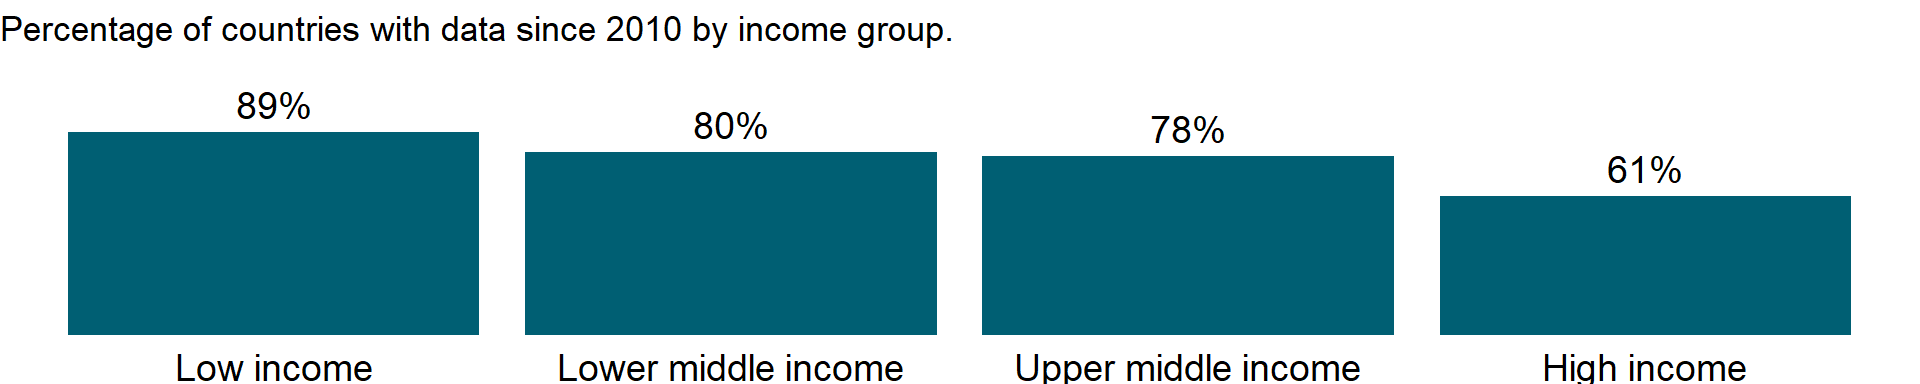 Percentage of countries with data since 2010 by income group.
89%
80%
78%
61%
Low income
Lower middle income
Upper middle income
High income